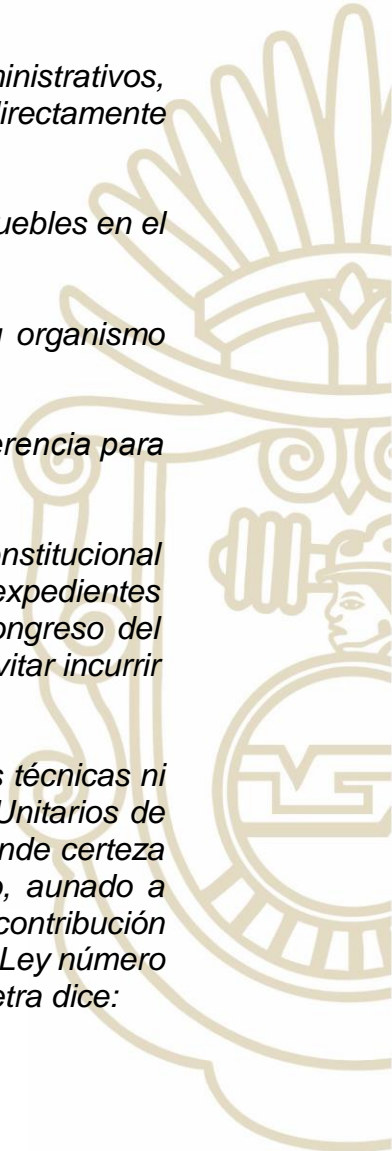 ministrativos,
directamente
uebles en el
organismo
erencia para
onstitucional
expedientes
ongreso del
vitar incurrir
s técnicas ni
Unitarios de
nde certeza
o, aunado a
contribución
Ley número
etra dice: